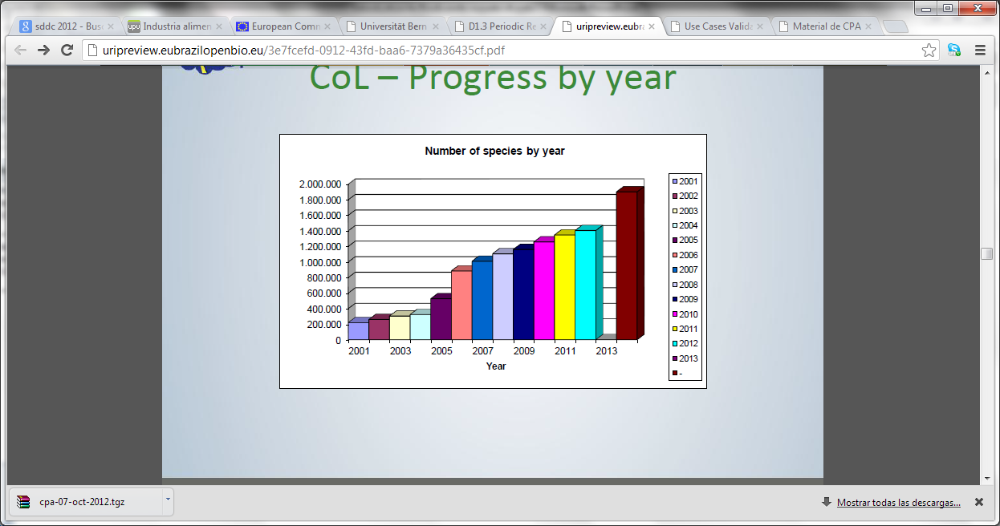 sddc 2012 - Bus
Industria alimen
European Com
Universität Bern
D1.3 Periodic Re
uripreview.eubra
Use Cases Valida
Material de CPA
uripreview.eubrazilopenbio.eu/3e7fcefd-0912-43fd-baa6-7379a36435cf.pdf
CoL – Progress by year
Number of species by year
2.000.000
1.800.000
1.600.000
1.400.000
1.200.000
1.000.000
800.000
600.000
400.000
200.000
0
2001 2003 2005 2007 2009 2011 2013
Year
2001
2002
2003
2004
2005
2006
2007
2008
2009
2010
2011
2012
2013
-
cpa-07-oct-2012.tgz
Mostrar todas las descargas...